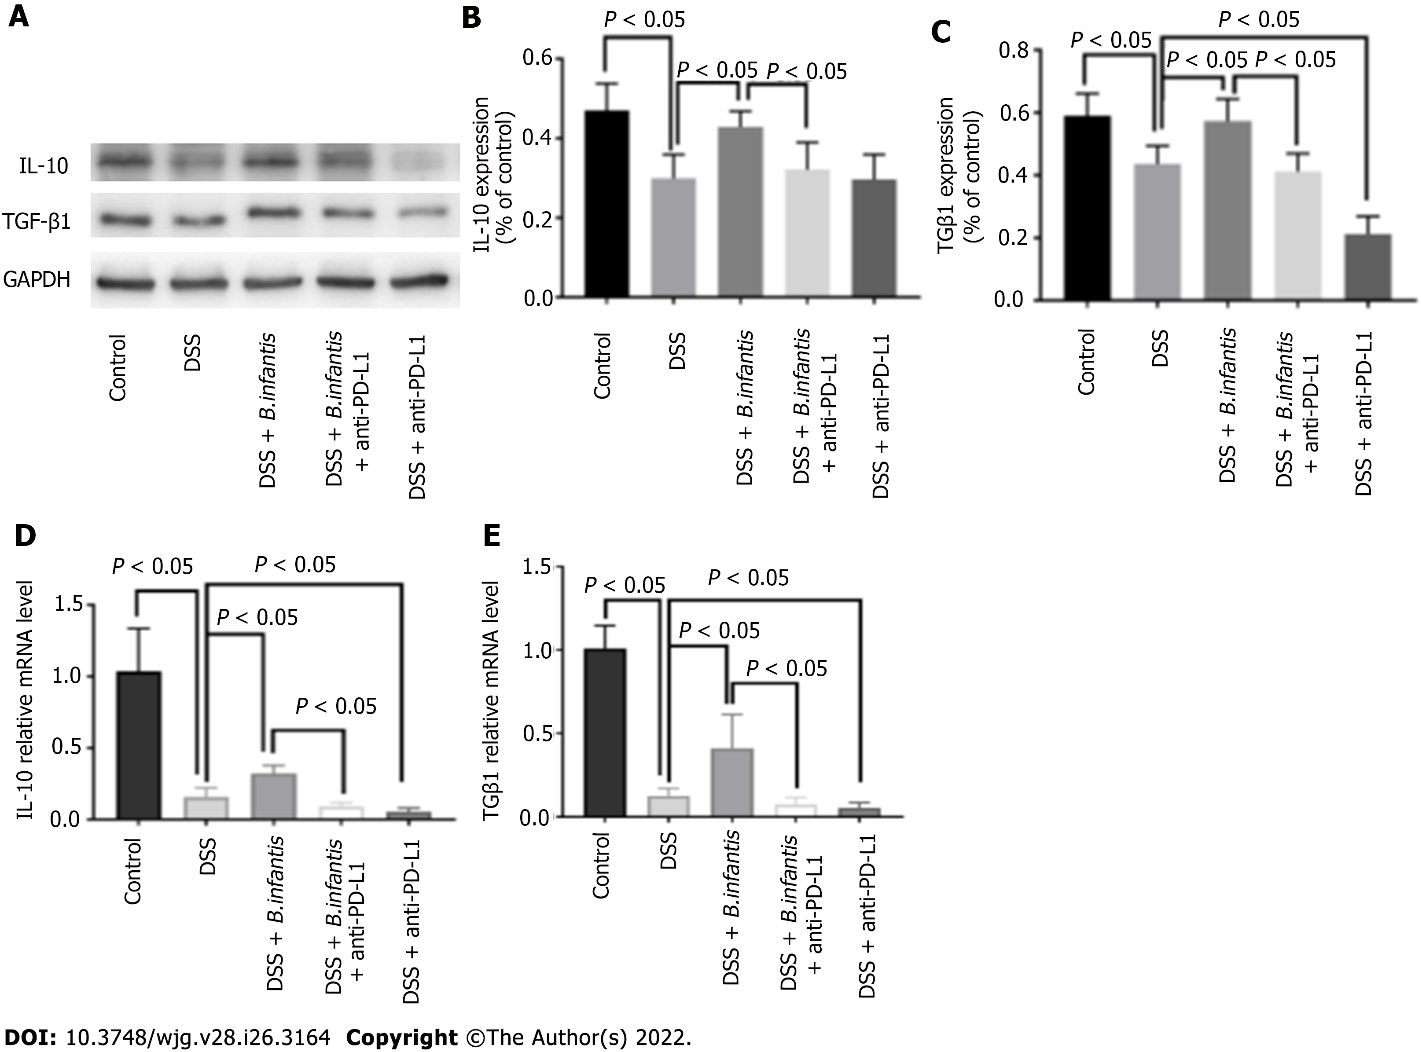 A
IL-10
TGF-β1
GAPDH
Control
DSS
DSS + B.infantis
DSS + B.infantis
+ anti-PD-L1
DSS + anti-PD-L1
B
P < 0.05
P < 0.05
P < 0.05
IL-10 expression
(% of control)
0.6
0.4
0.2
0.0
Control
DSS
DSS + B.infantis
DSS + B.infantis
+ anti-PD-L1
DSS + anti-PD-L1
C
P < 0.05
P < 0.05
P < 0.05
P < 0.05
TGβ1 expression
(% of control)
0.8
0.6
0.4
0.2
0.0
Control
DSS
DSS + B.infantis
DSS + B.infantis
+ anti-PD-L1
DSS + anti-PD-L1
D
P < 0.05
P < 0.05
P < 0.05
P < 0.05
IL-10 relative mRNA level
1.5
1.0
0.5
0.0
Control
DSS
DSS + B.infantis
DSS + B.infantis
+ anti-PD-L1
DSS + anti-PD-L1
E
P < 0.05
P < 0.05
P < 0.05
P < 0.05
TGβ1 relative mRNA level
1.5
1.0
0.5
0.0
Control
DSS
DSS + B.infantis
DSS + B.infantis
+ anti-PD-L1
DSS + anti-PD-L1
DOI: 10.3748/wjg.v28.i26.3164 Copyright ©The Author(s) 2022.